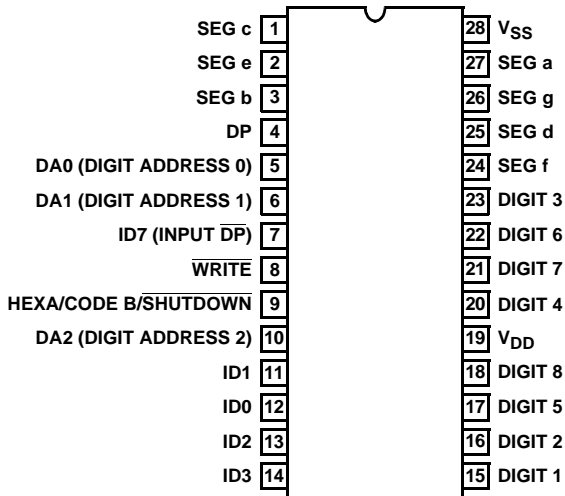 SEG c 1 28 VSS
SEG e 2 27 SEG a
SEG b 3 26 SEG g
DP 4 25 SEG d
DA0 (DIGIT ADDRESS 0) 5 24 SEG f
DA1 (DIGIT ADDRESS 1) 6 23 DIGIT 3
ID7 (INPUT D̅P̅) 7 22 DIGIT 6
W̅R̅I̅T̅E̅ 8 21 DIGIT 7
HEXA/CODE B/S̅H̅U̅T̅D̅O̅W̅N̅ 9 20 DIGIT 4
DA2 (DIGIT ADDRESS 2) 10 19 VDD
ID1 11 18 DIGIT 8
ID0 12 17 DIGIT 5
ID2 13 16 DIGIT 2
ID3 14 15 DIGIT 1